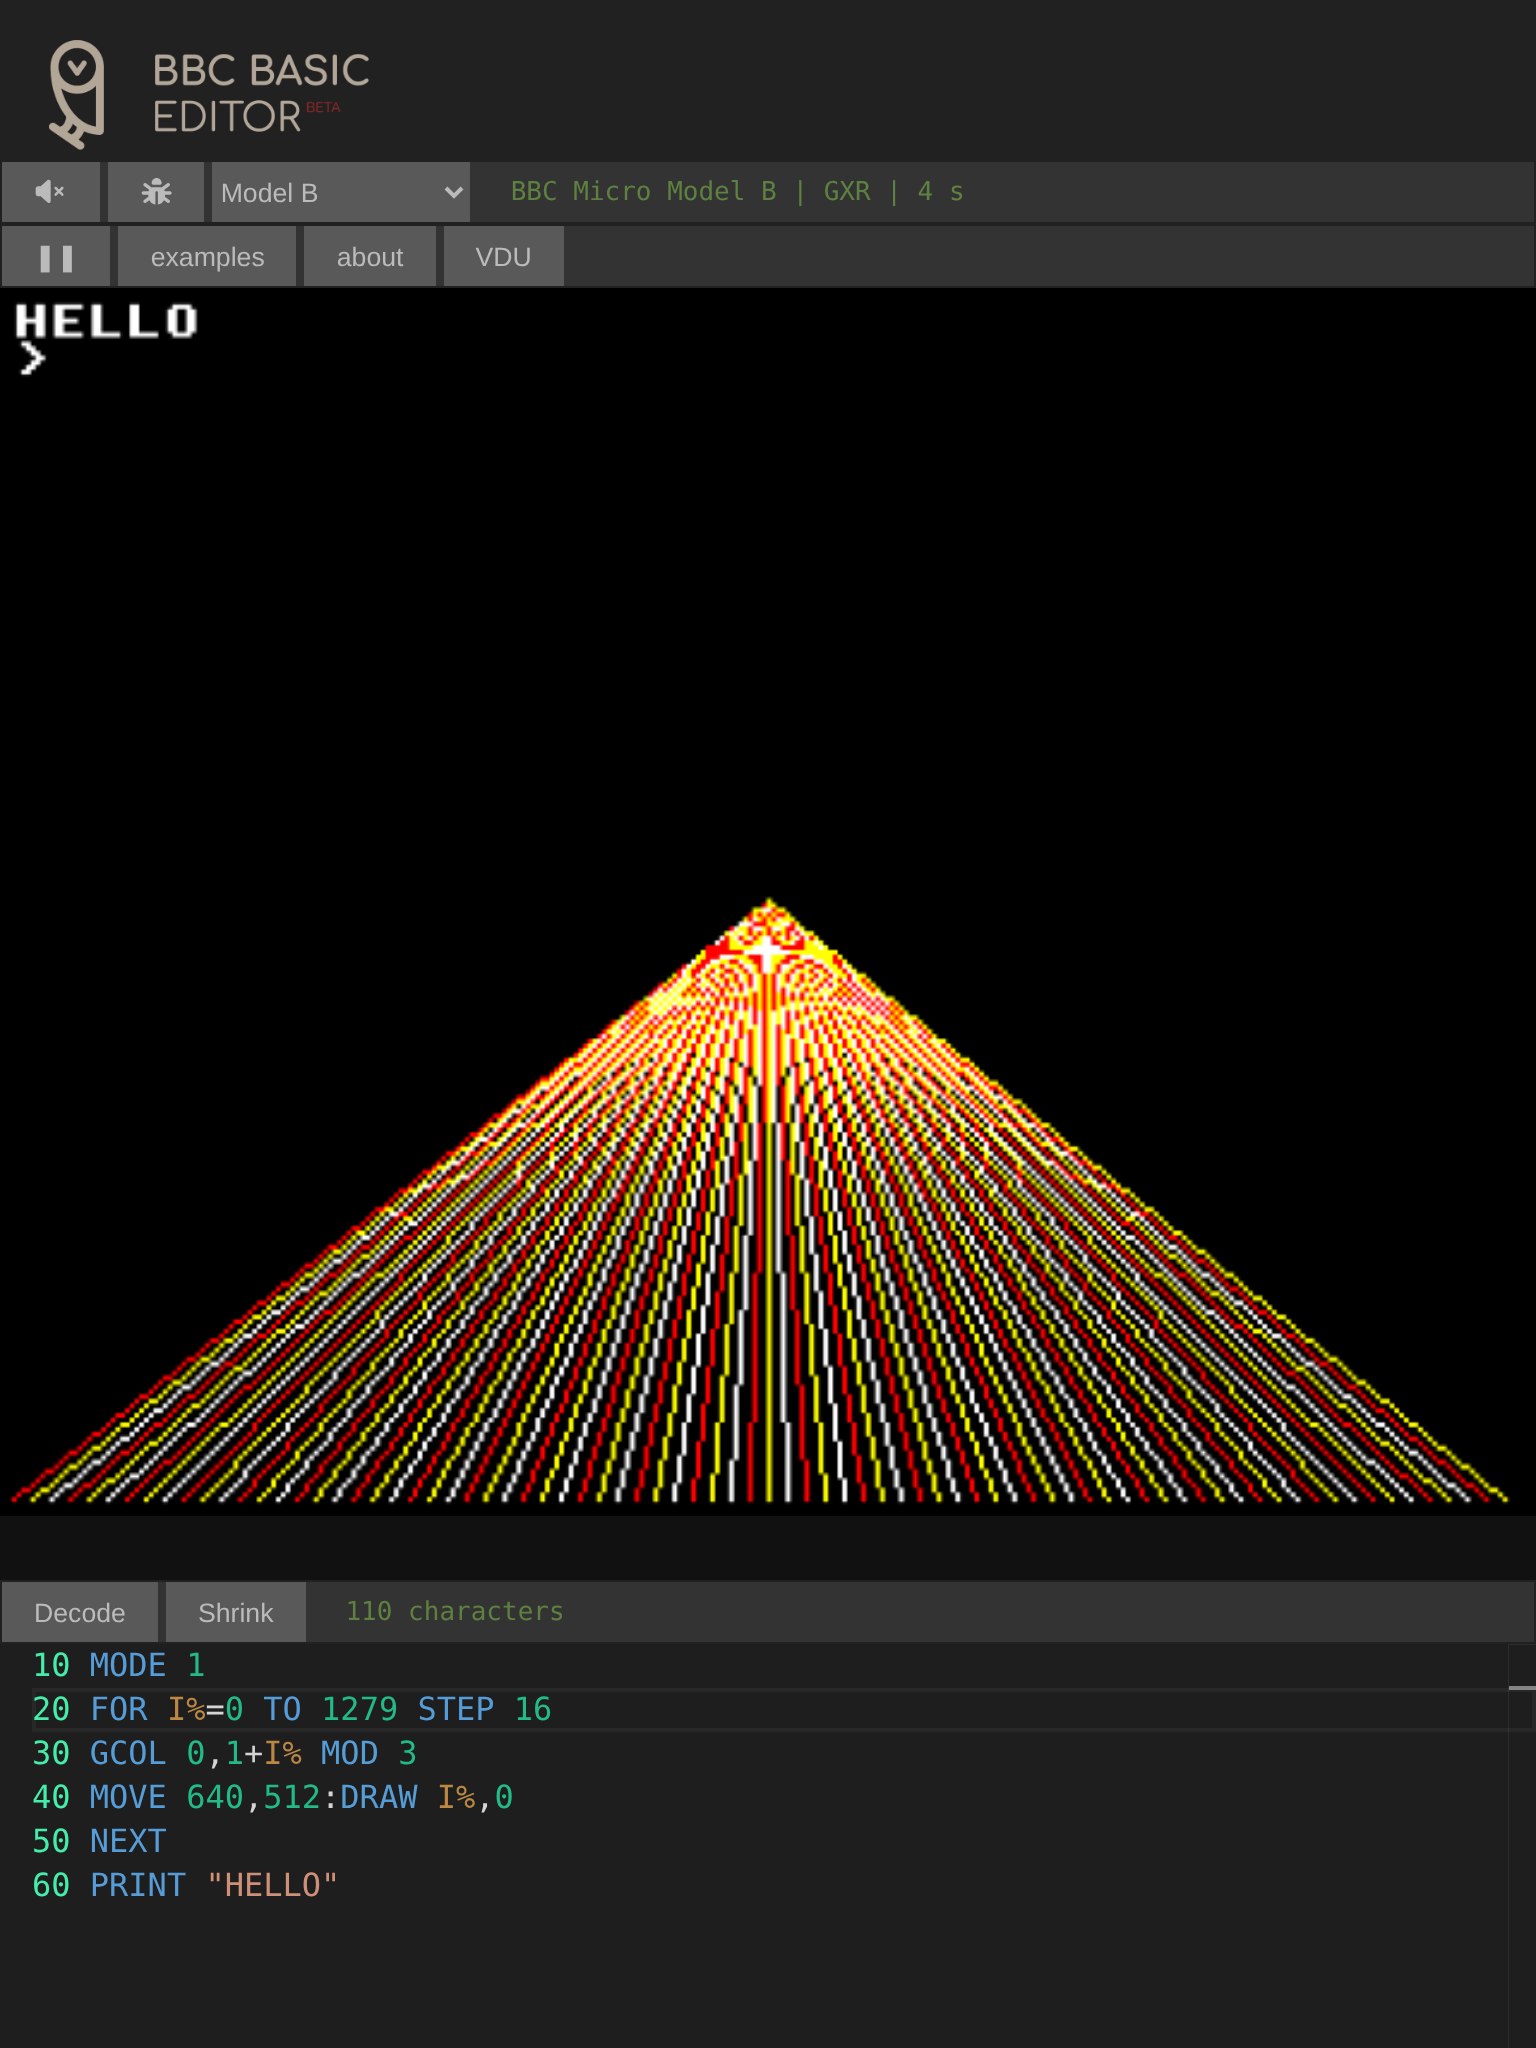 BBC BASIC
EDITOR BETA
Model B BBC Micro Model B | GXR | 4 s
examples about VDU
HELLO
>
Decode Shrink 110 characters
10 MODE 1
20 FOR I%=0 TO 1279 STEP 16
30 GCOL 0,1+I% MOD 3
40 MOVE 640,512:DRAW I%,0
50 NEXT
60 PRINT "HELLO"